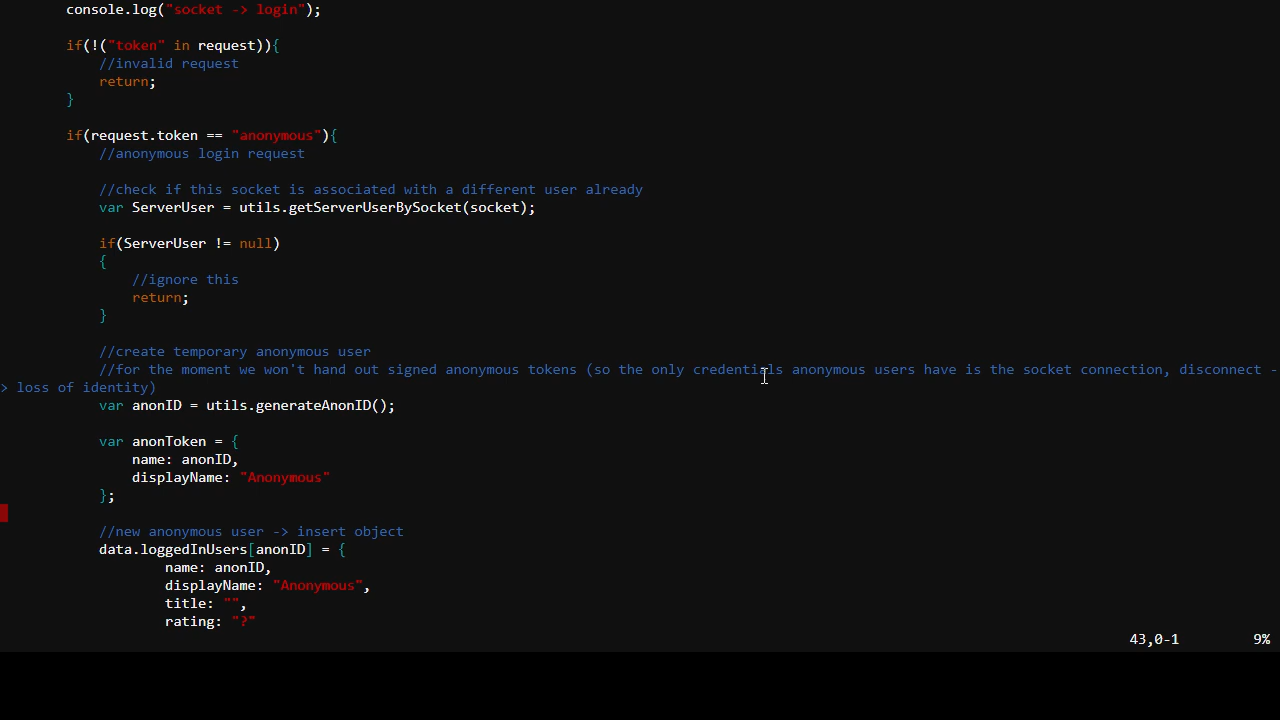 console.log("socket -> login");
if(!("token" in request)){
//invalid request
return;
}
if(request.token == "anonymous"){
//anonymous login request
//check if this socket is associated with a different user already
var ServerUser = utils.getServerUserBySocket(socket);
if(ServerUser != null)
{
//ignore this
return;
}
//create temporary anonymous user
//for the moment we won't hand out signed anonymous tokens (so the only credentials anonymous users have is the socket connection, disconnect -
> loss of identity)
var anonID = utils.generateAnonID();
var anonToken = {
name: anonID,
displayName: "Anonymous"
};
//new anonymous user -> insert object
data.loggedInUsers[anonID] = {
name: anonID,
displayName: "Anonymous",
title: "",
rating: "?"
43,0-1 9%